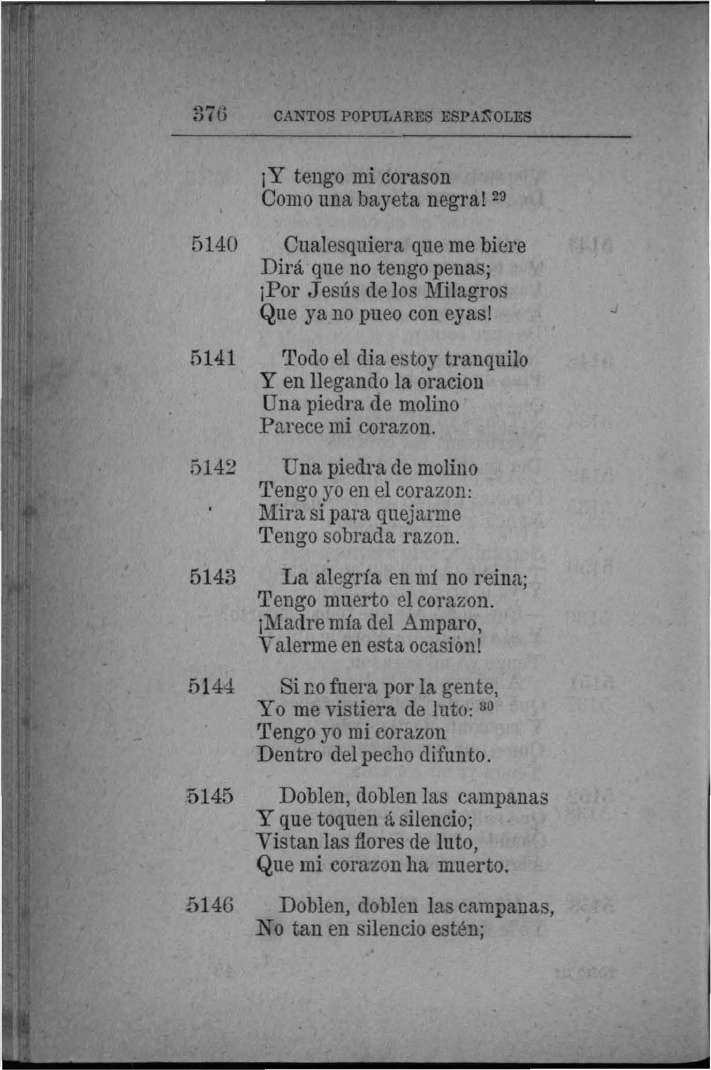 376 CANTOS POPULARES ESPAÑOLES
¡Y tengo mi corason
Como una bayeta negra! 29
5140 Cualesquiera que me biere
Dirá que no tengo penas;
¡Por Jesús de los Milagros
Que ya no pueo con eyas!
5141 Todo el dia estoy tranquilo
Y en llegando la oracion
Una piedra de molino
Parece mi corazon.
5142 Una piedra de molino
Tengo yo en el corazon:
Mira si para quejarme
Tengo sobrada razon.
5143 La alegría en mí no reina;
Tengo muerto el corazon.
¡Madre mía del Amparo,
Valerme en esta ocasion!
5144 Si no fuera por la gente,
Yo me vistiera de luto: 30
Tengo yo mi corazon
Dentro del pecho difunto.
5145 Doblen, doblen las campanas
Y que toquen á silencio;
Vistan las flores de luto,
Que mi corazon ha muerto.
5146 Doblen, doblen las campanas,
No tan en silencio estén;